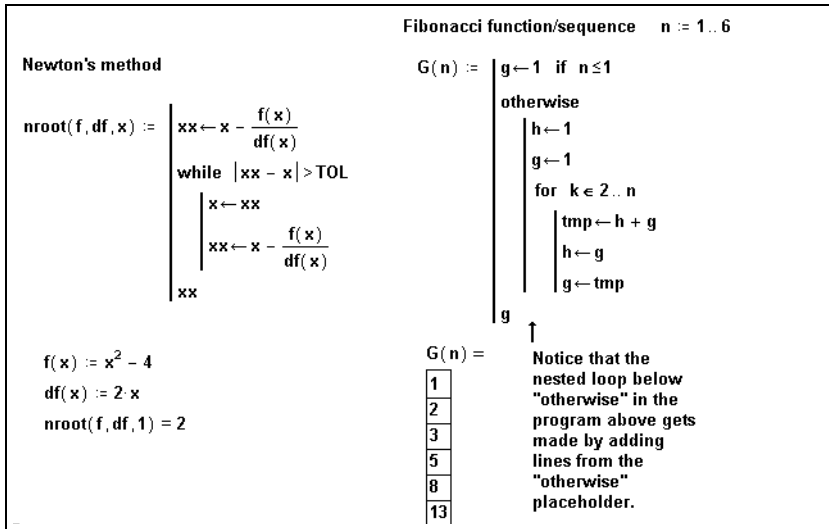 Fibonacci function/sequence n := 1 .. 6
Newton's method
nroot(f,df,x) := xx ← x - f(x)/df(x)
while |xx - x| > TOL
x ← xx
xx ← x - f(x)/df(x)
xx
f(x) := x² - 4
df(x) := 2·x
nroot(f,df,1) = 2
G(n) := g ← 1 if n ≤ 1
otherwise
h ← 1
g ← 1
for k ∈ 2 .. n
tmp ← h + g
h ← g
g ← tmp
g
G(n) =
1
2
3
5
8
13
↑
Notice that the
nested loop below
"otherwise" in the
program above gets
made by adding
lines from the
"otherwise"
placeholder.